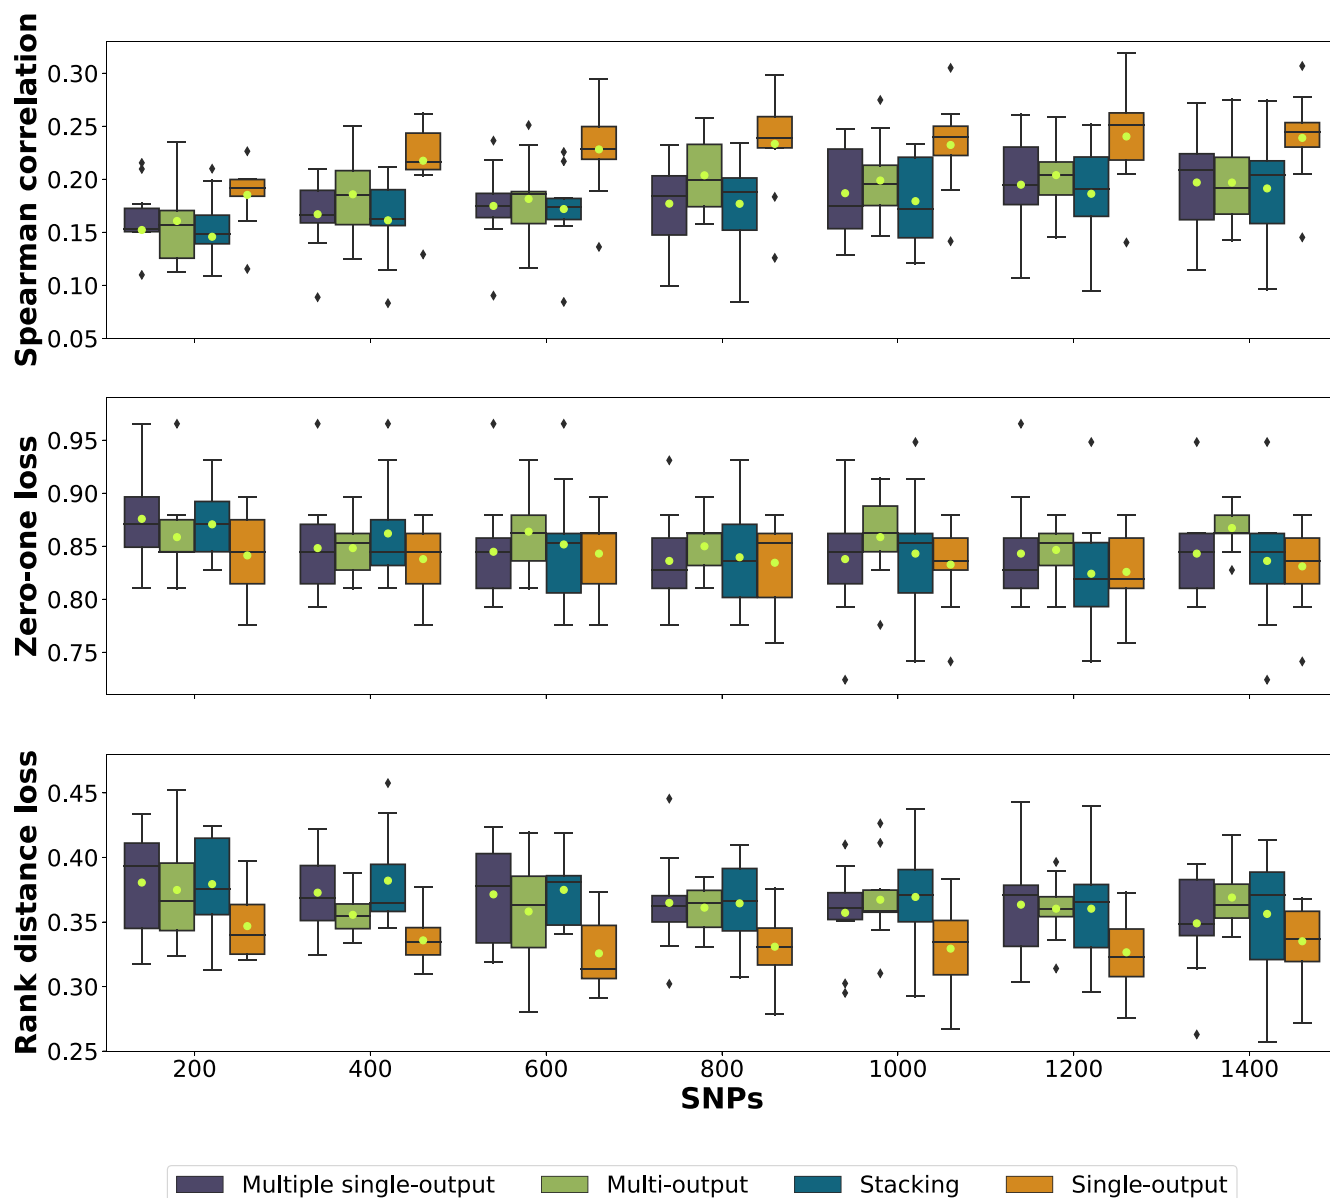 Spearman correlation
0.30
0.25
0.20
0.15
0.10
0.05
Zero-one loss
0.95
0.90
0.85
0.80
0.75
Rank distance loss
0.45
0.40
0.35
0.30
0.25
200 400 600 800 1000 1200 1400
SNPs
Multiple single-output Multi-output Stacking Single-output